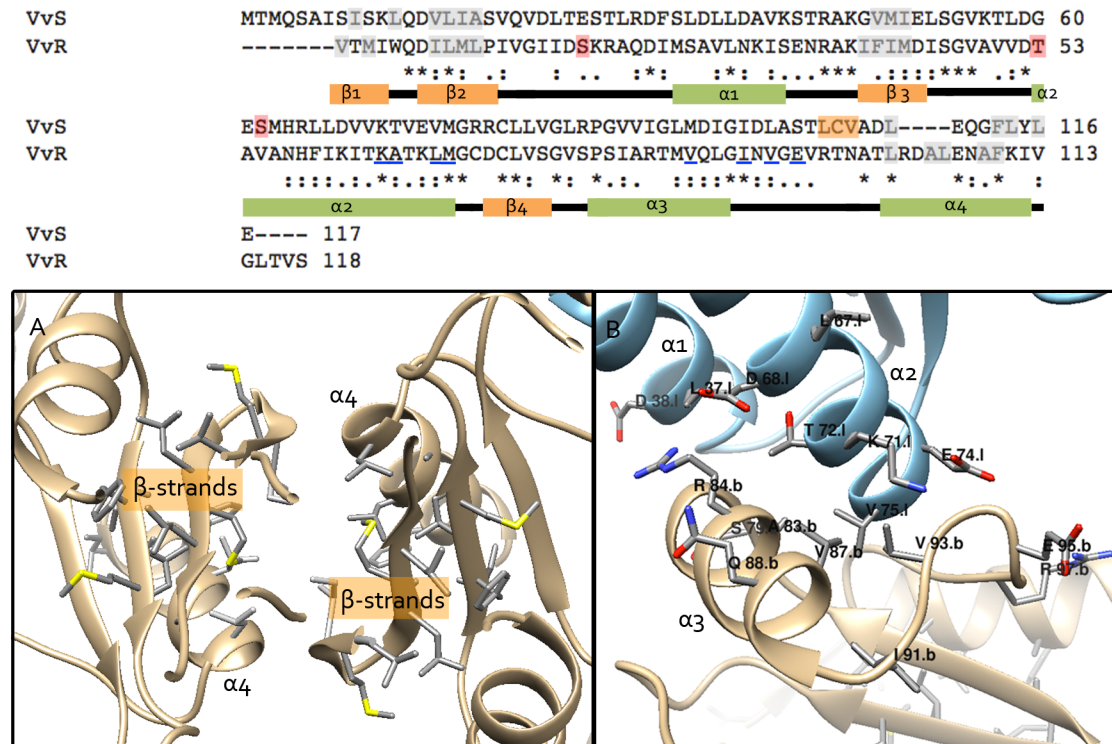 VvS MTMQSAISISKLQDVLIASVQVDLTESTLRDFSLDLLDAVKSTRAKGVMIELSGVKTLDG 60
VvR -------VTMIWQDILMLPIVGIIDSKRAQDIMSAVLNKISENRAKIFIMDISGVAVVDT 53
**:*: .: : .: :*: :: .: *: .*** .::::*** .:*
β1 β2 α1 β3 α2
VvS ESMHRLLDVVKTVEVMGRRCLLVGLRPGVVIGLMDIGIDLASTLCVADL----EQGFLYL 116
VvR AVANHFIKITKATKLMGCDCLVSGVSPSIARTMVQLGINVGEVRTNATLRDALENAFKIV 113
::::.:.*:.:** **: *: *.: ::::*::.. * * *:.* :
α2 β4 α3 α4
VvS E---- 117
VvR GLTVS 118
A
α4
β-strands
β-strands
α4
B
α1
L 67.l
α2
L 37.l
D 68.l
D 38.l
T 72.l
K 71.l
E 74.l
R 84.b
V 75.l
S 79
A 83.b
V 87.b
V 93.b
E 95.b
Q 88.b
R 97.b
α3
I 91.b